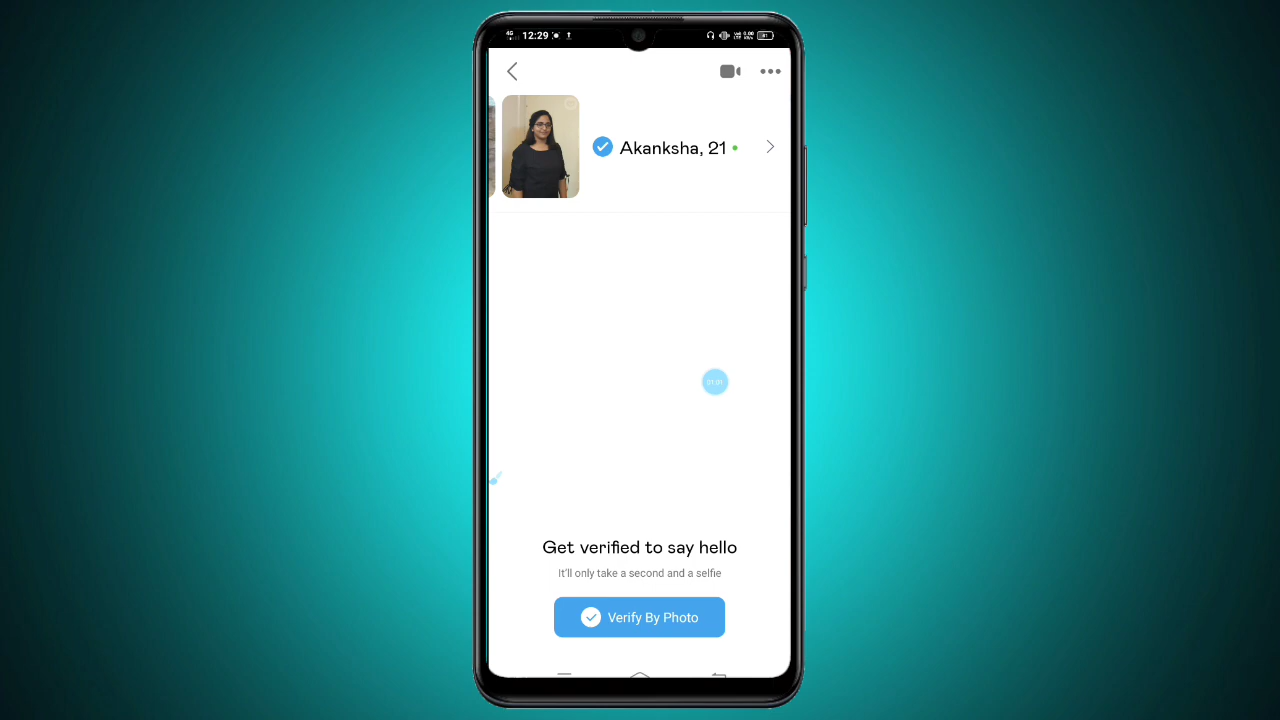 4G 12:29
Akanksha, 21
Get verified to say hello
It'll only take a second and a selfie
Verify By Photo